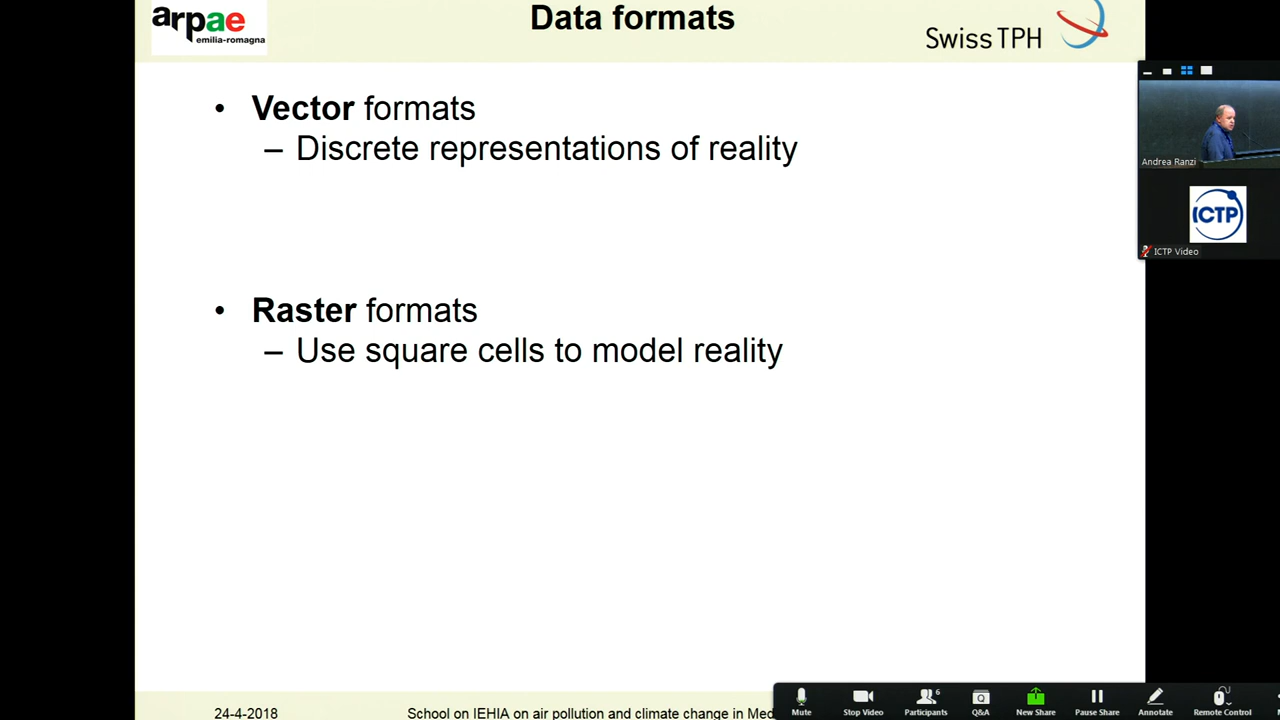 arpae
emilia-romagna
Data formats
Swiss TPH
• Vector formats
– Discrete representations of reality
• Raster formats
– Use square cells to model reality
Andrea Ranzi
ICTP
ICTP Video
24-4-2018
School on IEHIA on air pollution and climate change in Med
6
Mute
Stop Video
Participants
Q&A
New Share
Pause Share
Annotate
Remote Control